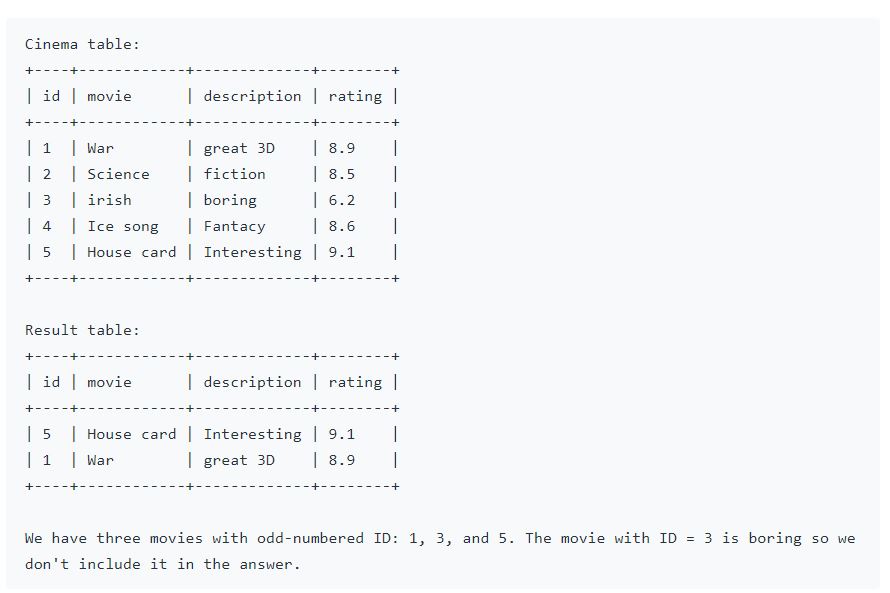 Cinema table:
+----+------------+-------------+--------+
| id | movie      | description | rating |
+----+------------+-------------+--------+
| 1  | War        | great 3D    | 8.9    |
| 2  | Science    | fiction     | 8.5    |
| 3  | irish      | boring      | 6.2    |
| 4  | Ice song   | Fantacy     | 8.6    |
| 5  | House card | Interesting | 9.1    |
+----+------------+-------------+--------+
Result table:
+----+------------+-------------+--------+
| id | movie      | description | rating |
+----+------------+-------------+--------+
| 5  | House card | Interesting | 9.1    |
| 1  | War        | great 3D    | 8.9    |
+----+------------+-------------+--------+
We have three movies with odd-numbered ID: 1, 3, and 5. The movie with ID = 3 is boring so we
don't include it in the answer.